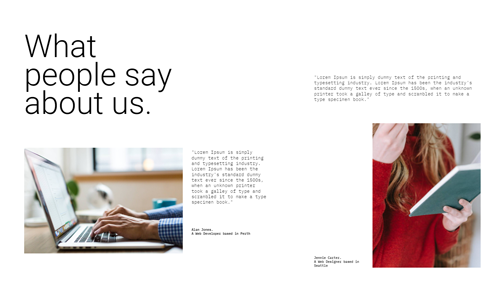 What
people say
about us.
"Lorem Ipsum is simply dummy text of the printing and
typesetting industry. Lorem Ipsum has been the industry's
standard dummy text ever since the 1500s, when an unknown
printer took a galley of type and scrambled it to make a
type specimen book."
"Lorem Ipsum is simply
dummy text of the printing
and typesetting industry.
Lorem Ipsum has been the
industry's standard dummy
text ever since the 1500s,
when an unknown printer
took a galley of type and
scrambled it to make a type
specimen book."
Alan Jones.
A Web Developer based in Perth
Jennie Carter.
A Web Designer based in
Seattle